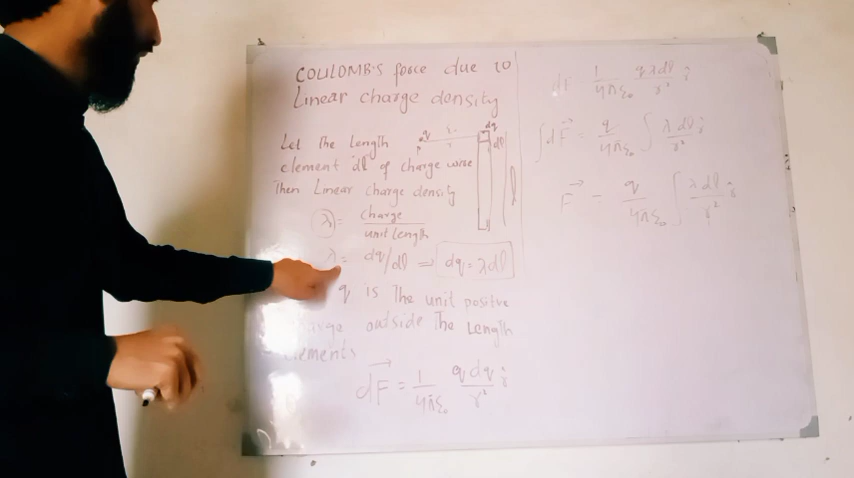 COULOMB'S force due to
Linear charge density
Let The Length
element dl of charge
Then Linear charge density
λ = charge / unit Length
λ = dq/dl ⇒ dq = λdl
q is The unit positive
outside The Length
elements
dF⃗ = 1/4πε₀ q dq/r² r̂
q
r
dq
dl
l
dF 1/4πε₀ qλdl/r² r̂
∫dF⃗ = q/4πε₀ ∫ λdl/r² r̂
F⃗ = q/4πε₀ ∫ λdl/r² r̂